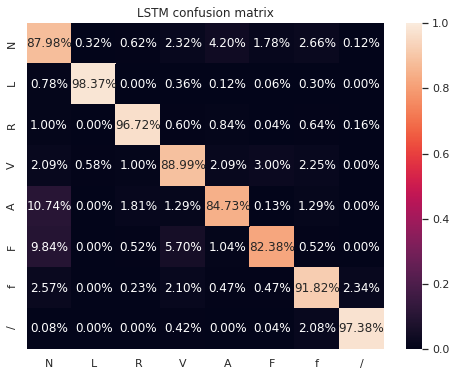 LSTM confusion matrix
N 87.98% 0.32% 0.62% 2.32% 4.20% 1.78% 2.66% 0.12%
L 0.78% 98.37% 0.00% 0.36% 0.12% 0.06% 0.30% 0.00%
R 1.00% 0.00% 96.72% 0.60% 0.84% 0.04% 0.64% 0.16%
V 2.09% 0.58% 1.00% 88.99% 2.09% 3.00% 2.25% 0.00%
A 10.74% 0.00% 1.81% 1.29% 84.73% 0.13% 1.29% 0.00%
F 9.84% 0.00% 0.52% 5.70% 1.04% 82.38% 0.52% 0.00%
f 2.57% 0.00% 0.23% 2.10% 0.47% 0.47% 91.82% 2.34%
/ 0.08% 0.00% 0.00% 0.42% 0.00% 0.04% 2.08% 97.38%
N L R V A F f /
1.0
0.8
0.6
0.4
0.2
0.0